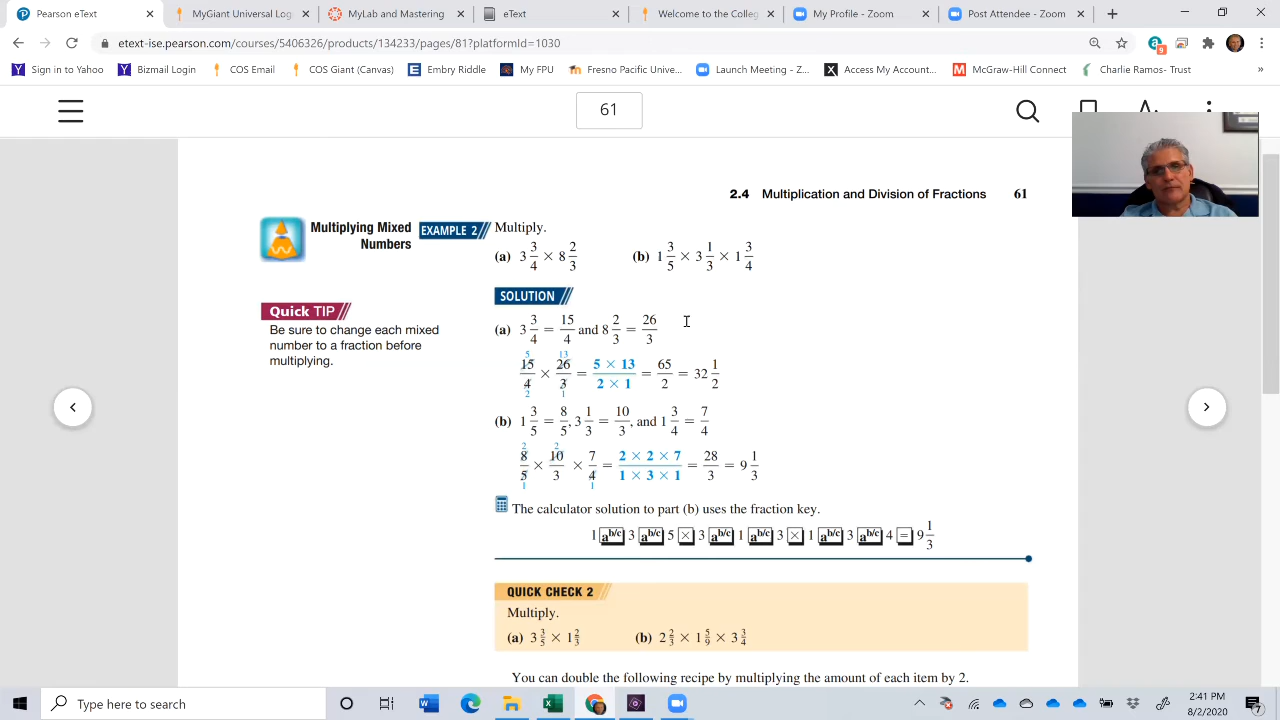 Pearson
MyGiant Universal Log
MyLab and Mastering
eText
Welcome to the Colleg
My Profile - Zoom
Post Attendee - Zoom
etext-ise.pearson.com/courses/5406326/products/134233/pages/61?platformId=1030
9
Sign in to Yahoo
Bizmail Login
COS Email
COS Giant (Canvas)
Embry Riddle
My FPU
Fresno Pacific Unive...
Launch Meeting - Z...
Access My Account...
McGraw-Hill Connect
Charlie Ramos- Trust
»
61
2.4 Multiplication and Division of Fractions 61
Multiplying Mixed
Numbers
EXAMPLE 2 Multiply.
(a) 3 3/4 × 8 2/3 (b) 1 3/5 × 3 1/3 × 1 3/4
SOLUTION
Quick TIP
Be sure to change each mixed
number to a fraction before
multiplying.
(a) 3 3/4 = 15/4 and 8 2/3 = 26/3
5 13
15/4 × 26/3 = 5 × 13/2 × 1 = 65/2 = 32 1/2
2 1
(b) 1 3/5 = 8/5, 3 1/3 = 10/3, and 1 3/4 = 7/4
2 2
8/5 × 10/3 × 7/4 = 2 × 2 × 7/1 × 3 × 1 = 28/3 = 9 1/3
1 1
The calculator solution to part (b) uses the fraction key.
1 a b/c 3 a b/c 5 × 3 a b/c 1 a b/c 3 × 1 a b/c 3 a b/c 4 = 9 1/3
QUICK CHECK 2
Multiply.
(a) 3 3/5 × 1 2/3 (b) 2 2/3 × 1 5/9 × 3 3/4
You can double the following recipe by multiplying the amount of each item by 2.
Type here to search
2:41 PM
8/2/2020
7